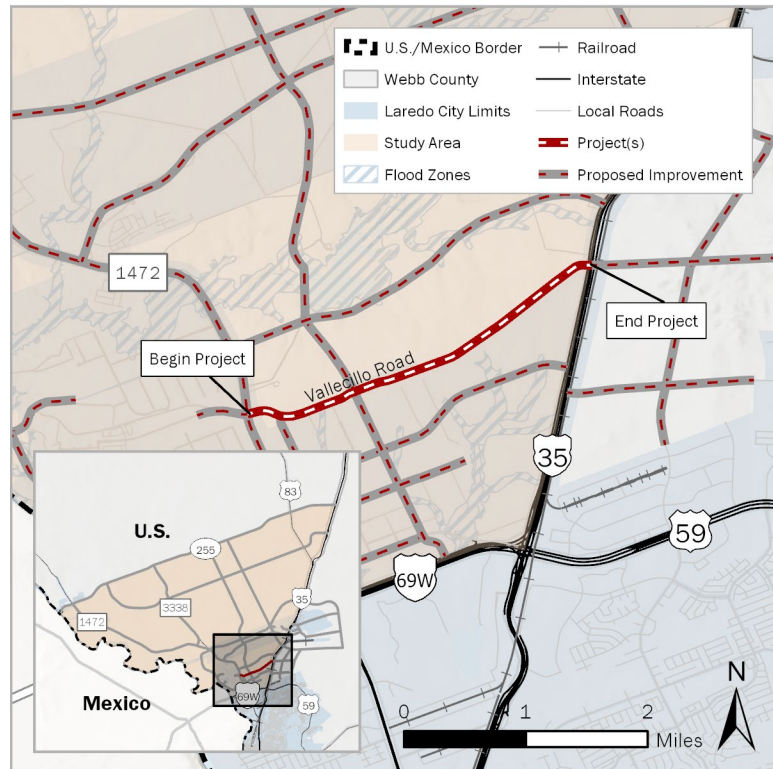 U.S./Mexico Border
Webb County
Laredo City Limits
Study Area
Flood Zones
Railroad
Interstate
Local Roads
Project(s)
Proposed Improvement
1472
End Project
Begin Project
Vallecillo Road
35
59
69W
83
U.S.
255
35
3338
1472
Mexico
69W
59
N
0 1 2
Miles